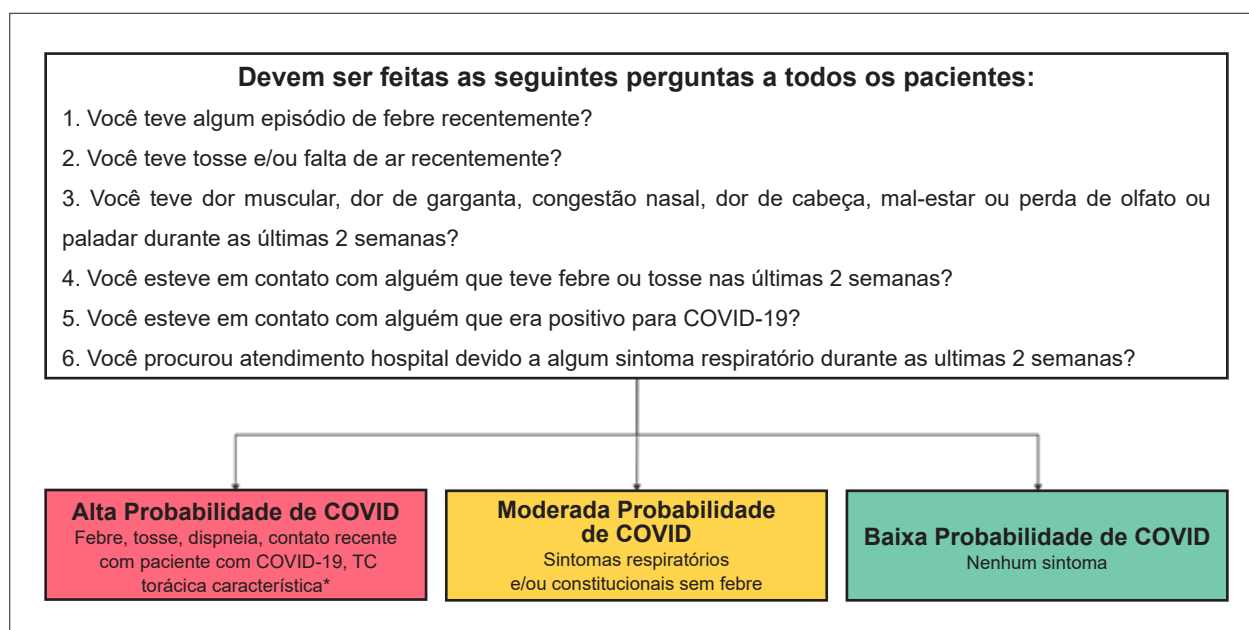 Devem ser feitas as seguintes perguntas a todos os pacientes:
1. Você teve algum episódio de febre recentemente?
2. Você teve tosse e/ou falta de ar recentemente?
3. Você teve dor muscular, dor de garganta, congestão nasal, dor de cabeça, mal-estar ou perda de olfato ou
paladar durante as últimas 2 semanas?
4. Você esteve em contato com alguém que teve febre ou tosse nas últimas 2 semanas?
5. Você esteve em contato com alguém que era positivo para COVID-19?
6. Você procurou atendimento hospital devido a algum sintoma respiratório durante as ultimas 2 semanas?
Alta Probabilidade de COVID
Febre, tosse, dispneia, contato recente
com paciente com COVID-19, TC
torácica característica*
Moderada Probabilidade
de COVID
Sintomas respiratórios
e/ou constitucionais sem febre
Baixa Probabilidade de COVID
Nenhum sintoma